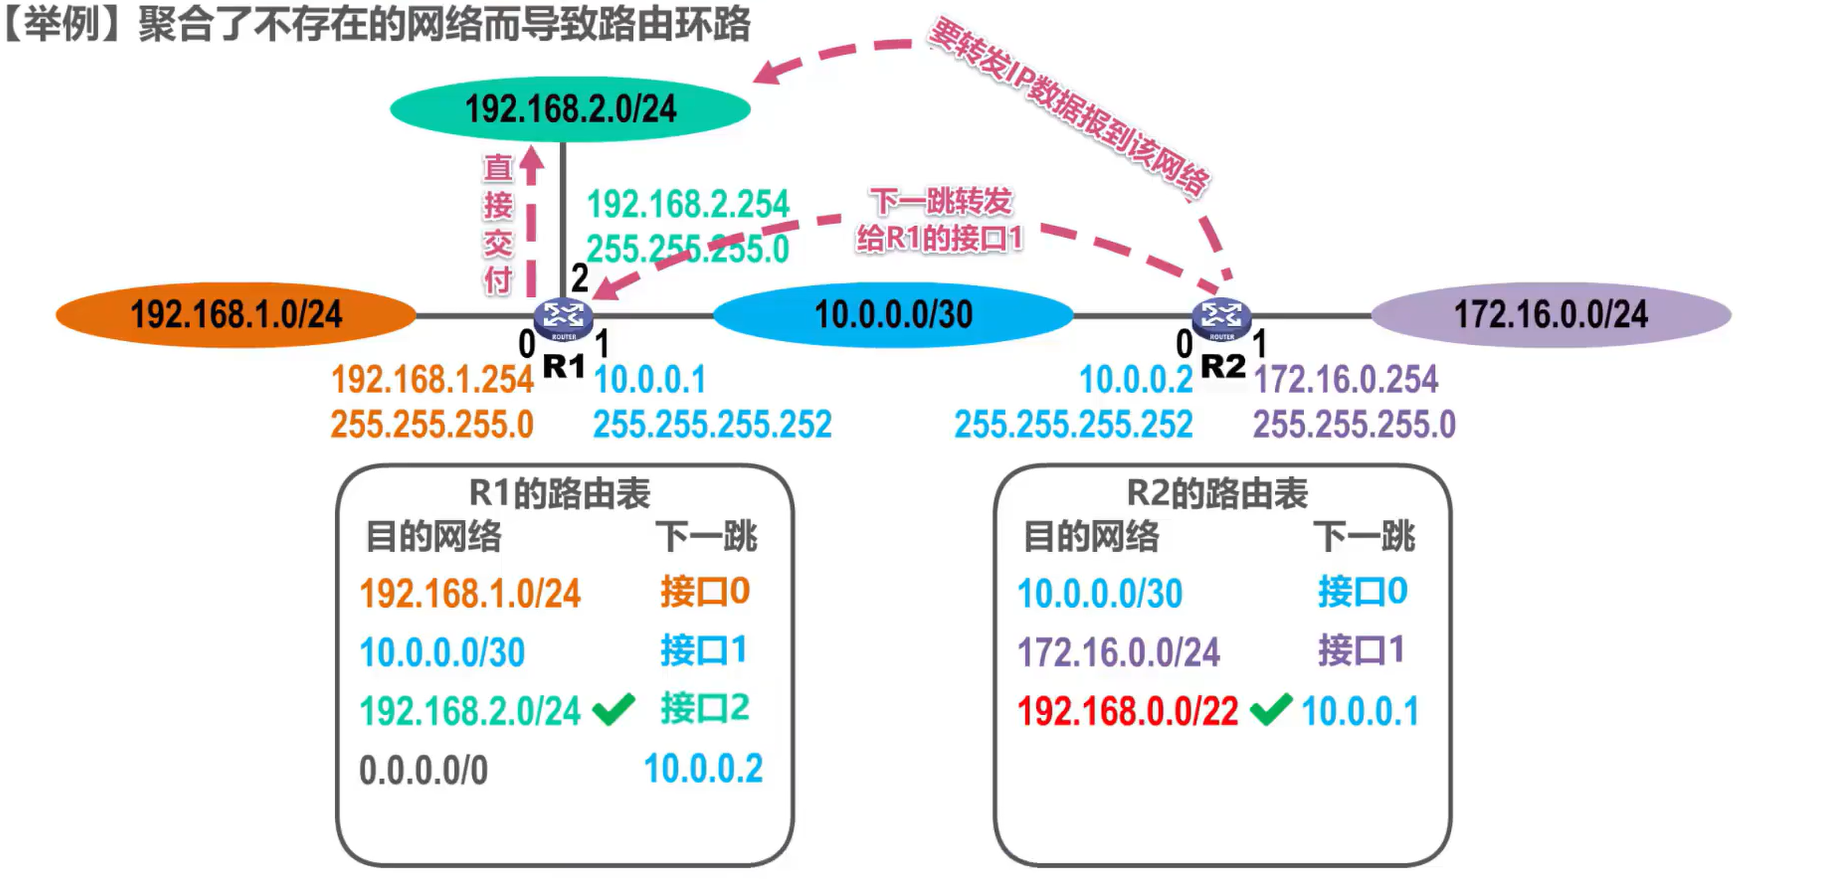 【举例】聚合了不存在的网络而导致路由环路
要转发IP数据报到该网络
192.168.2.0/24
直接交付
192.168.2.254
255.255.255.0
下一跳转发
给R1的接口1
2
192.168.1.0/24
10.0.0.0/30
172.16.0.0/24
ROUTER
ROUTER
0
R1
1
0
R2
1
192.168.1.254
255.255.255.0
10.0.0.1
255.255.255.252
10.0.0.2
255.255.255.252
172.16.0.254
255.255.255.0
R1的路由表
目的网络 下一跳
192.168.1.0/24 接口0
10.0.0.0/30 接口1
192.168.2.0/24 接口2
0.0.0.0/0 10.0.0.2
R2的路由表
目的网络 下一跳
10.0.0.0/30 接口0
172.16.0.0/24 接口1
192.168.0.0/22 10.0.0.1